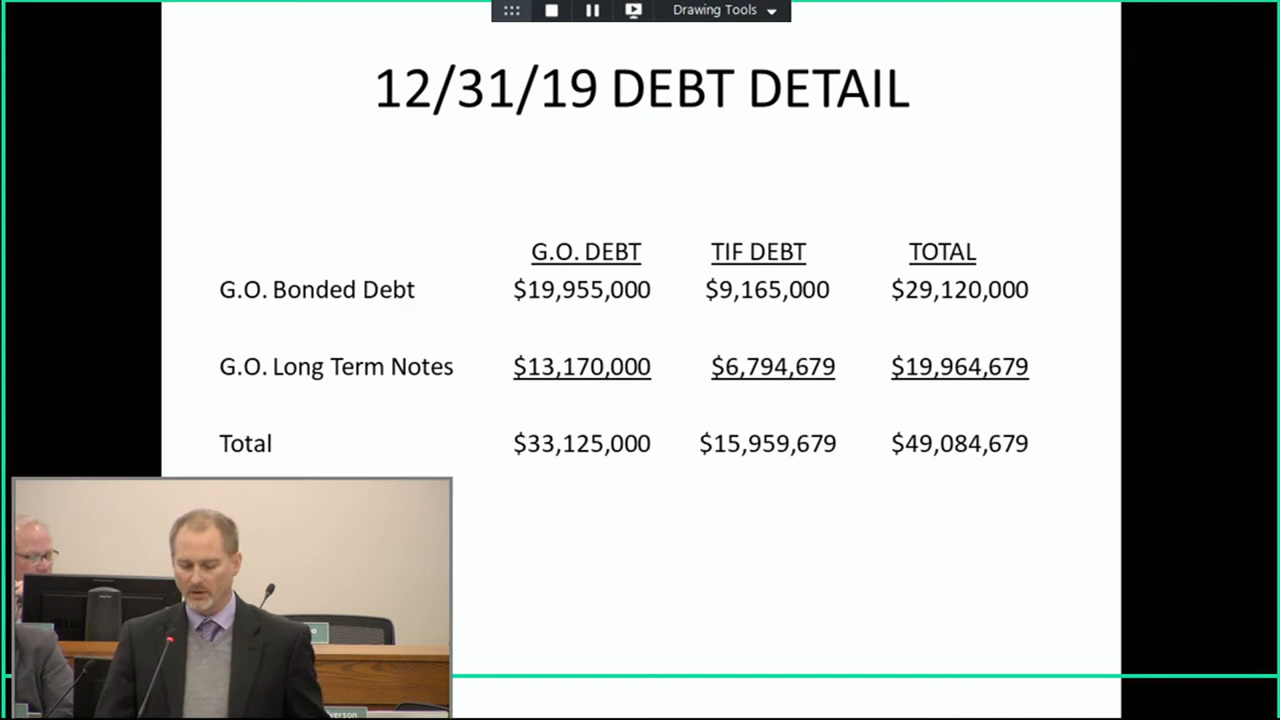 Drawing Tools
12/31/19 DEBT DETAIL
G.O. DEBT TIF DEBT TOTAL
G.O. Bonded Debt $19,955,000 $9,165,000 $29,120,000
G.O. Long Term Notes $13,170,000 $6,794,679 $19,964,679
Total $33,125,000 $15,959,679 $49,084,679